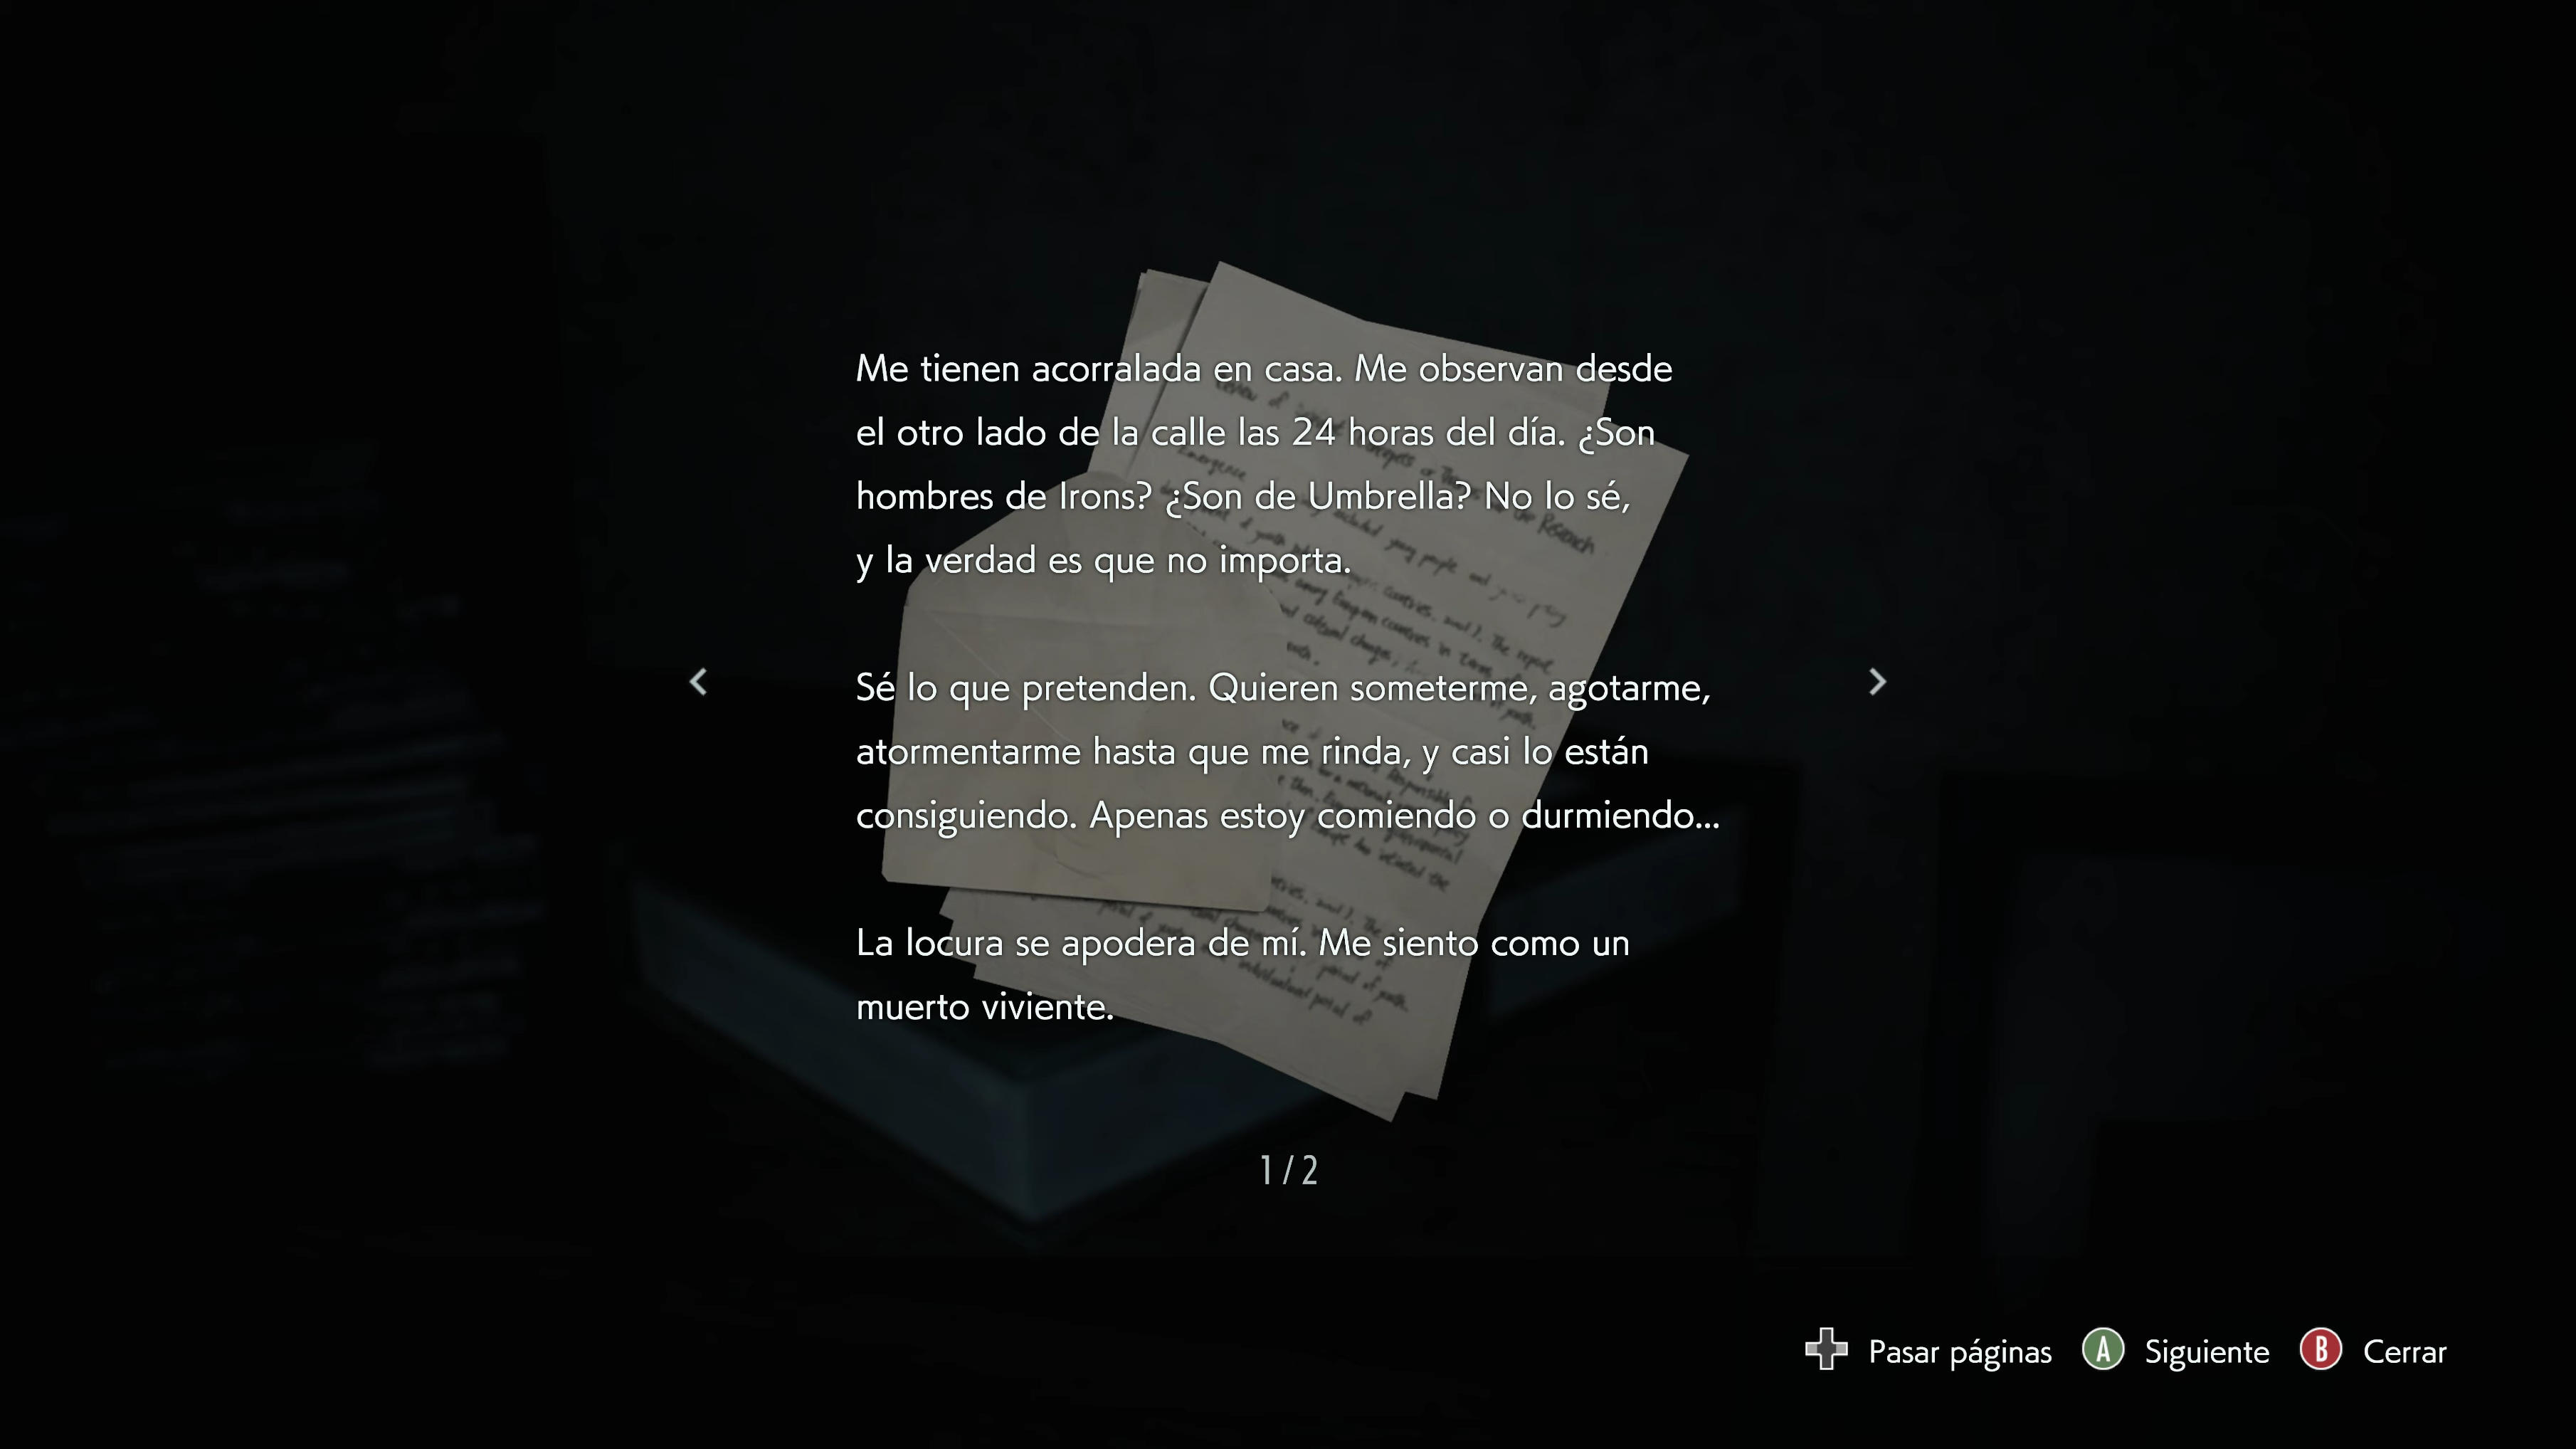 Me tienen acorralada en casa. Me observan desde
el otro lado de la calle las 24 horas del día. ¿Son
hombres de Irons? ¿Son de Umbrella? No lo sé,
y la verdad es que no importa.
Sé lo que pretenden. Quieren someterme, agotarme,
atormentarme hasta que me rinda, y casi lo están
consiguiendo. Apenas estoy comiendo o durmiendo...
La locura se apodera de mí. Me siento como un
muerto viviente.
1 / 2
Pasar páginas A Siguiente B Cerrar